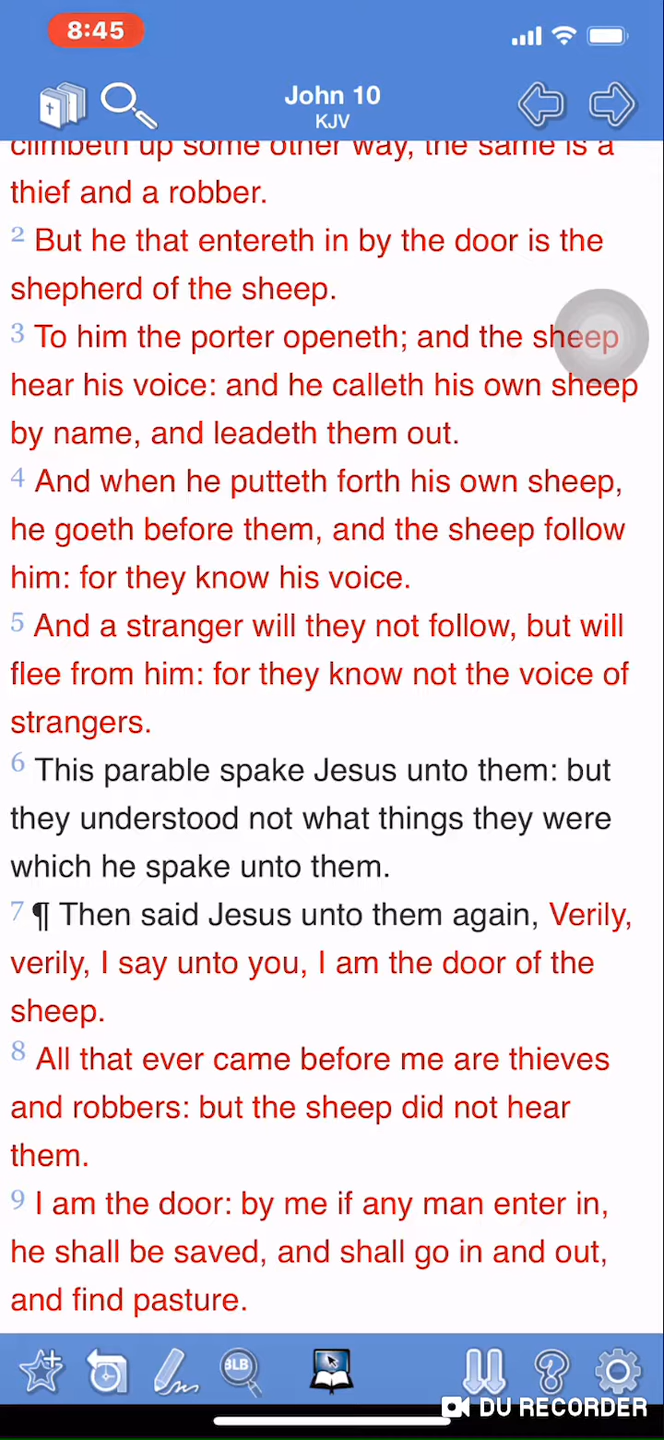 8:45
John 10
KJV
climbeth up some other way, the same is a
thief and a robber.
2 But he that entereth in by the door is the
shepherd of the sheep.
3 To him the porter openeth; and the sheep
hear his voice: and he calleth his own sheep
by name, and leadeth them out.
4 And when he putteth forth his own sheep,
he goeth before them, and the sheep follow
him: for they know his voice.
5 And a stranger will they not follow, but will
flee from him: for they know not the voice of
strangers.
6 This parable spake Jesus unto them: but
they understood not what things they were
which he spake unto them.
7 ¶ Then said Jesus unto them again, Verily,
verily, I say unto you, I am the door of the
sheep.
8 All that ever came before me are thieves
and robbers: but the sheep did not hear
them.
9 I am the door: by me if any man enter in,
he shall be saved, and shall go in and out,
and find pasture.
BLB
DU RECORDER